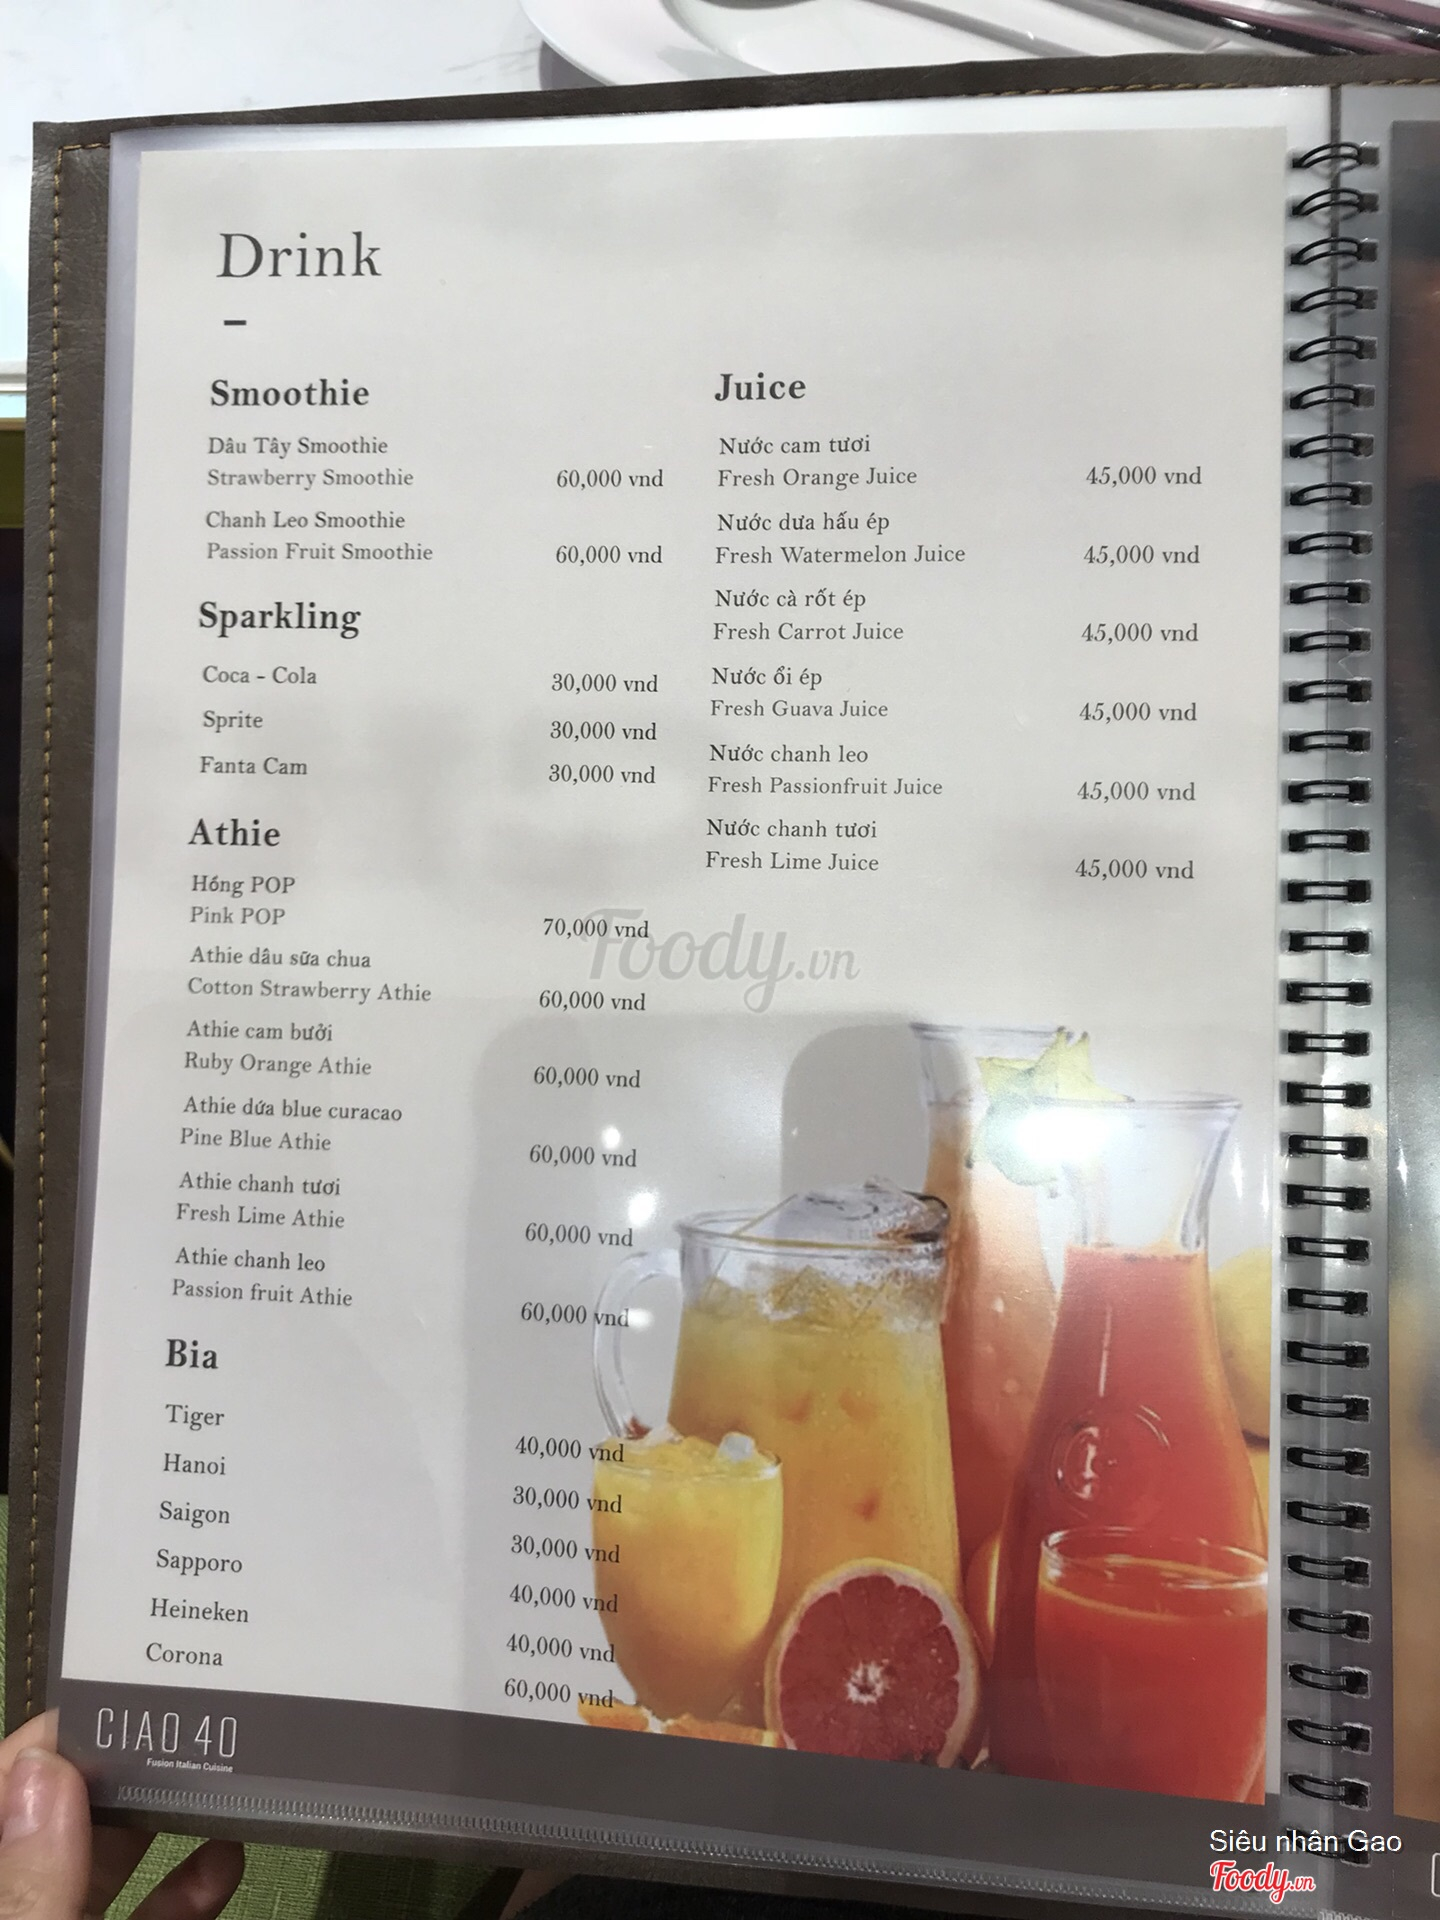 Drink
–
Smoothie
Dâu Tây Smoothie
Strawberry Smoothie 60,000 vnd
Chanh Leo Smoothie
Passion Fruit Smoothie 60,000 vnd
Sparkling
Coca - Cola 30,000 vnd
Sprite 30,000 vnd
Fanta Cam 30,000 vnd
Athie
Hồng POP
Pink POP 70,000 vnd
Athie dâu sữa chua
Cotton Strawberry Athie 60,000 vnd
Athie cam bưởi
Ruby Orange Athie 60,000 vnd
Athie dứa blue curacao
Pine Blue Athie 60,000 vnd
Athie chanh tươi
Fresh Lime Athie 60,000 vnd
Athie chanh leo
Passion fruit Athie 60,000 vnd
Bia
Tiger 40,000 vnd
Hanoi 30,000 vnd
Saigon 30,000 vnd
Sapporo 40,000 vnd
Heineken 40,000 vnd
Corona 60,000 vnd
Juice
Nước cam tươi
Fresh Orange Juice 45,000 vnd
Nước dưa hấu ép
Fresh Watermelon Juice 45,000 vnd
Nước cà rốt ép
Fresh Carrot Juice 45,000 vnd
Nước ổi ép
Fresh Guava Juice 45,000 vnd
Nước chanh leo
Fresh Passionfruit Juice 45,000 vnd
Nước chanh tươi
Fresh Lime Juice 45,000 vnd
Foody.vn
CIAO 40
Fusion Italian Cuisine
Siêu nhân Gao
Foody.vn